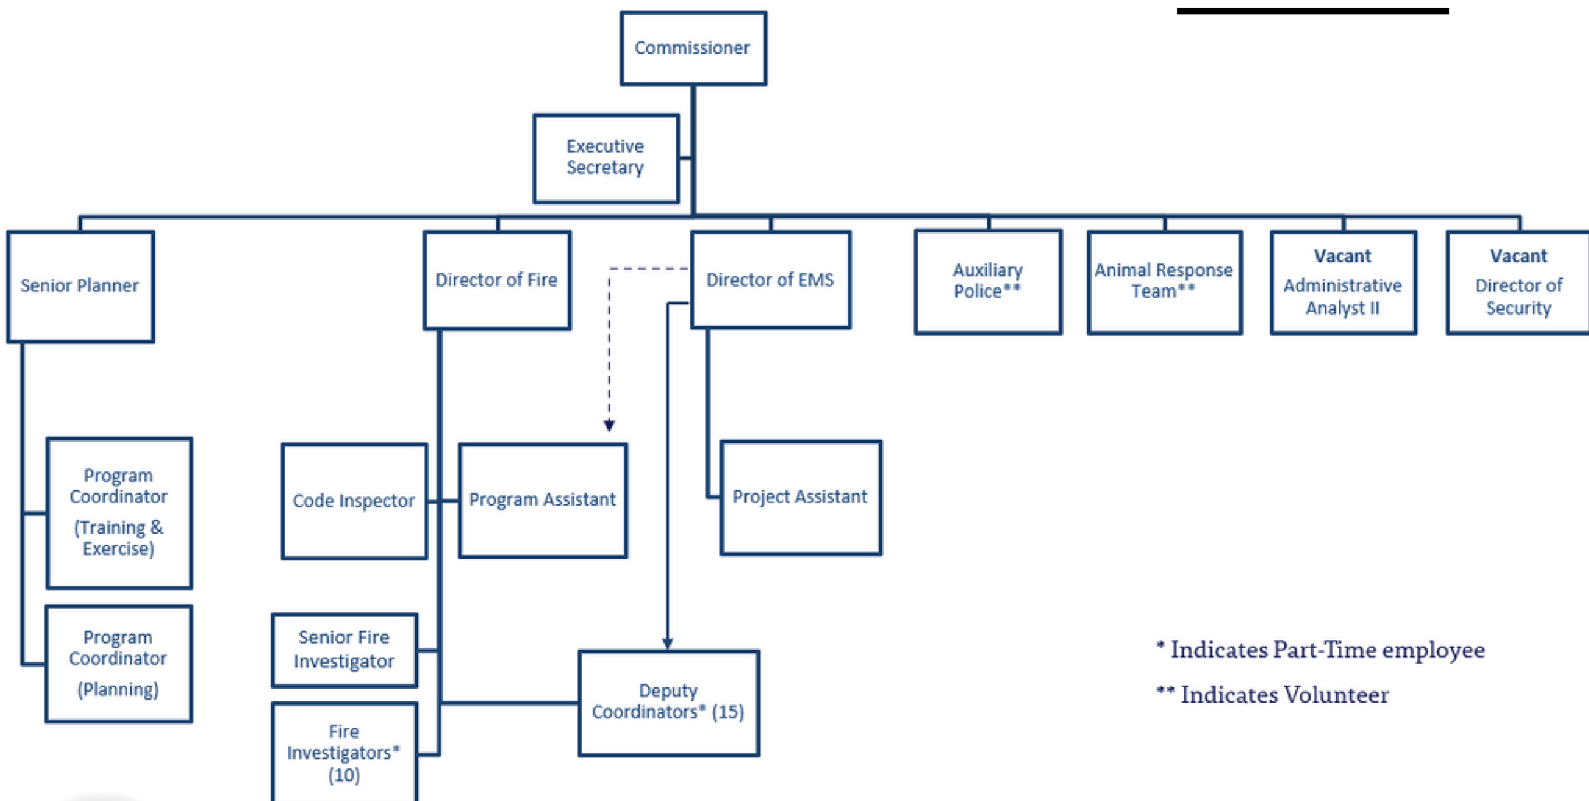 Commissioner
Executive
Secretary
Senior Planner
Director of Fire
Director of EMS
Auxiliary
Police**
Animal Response
Team**
Vacant
Administrative
Analyst II
Vacant
Director of
Security
Program
Coordinator
(Training &
Exercise)
Code Inspector
Program Assistant
Project Assistant
Program
Coordinator
(Planning)
Senior Fire
Investigator
Deputy
Coordinators* (15)
Fire
Investigators*
(10)
* Indicates Part-Time employee
** Indicates Volunteer